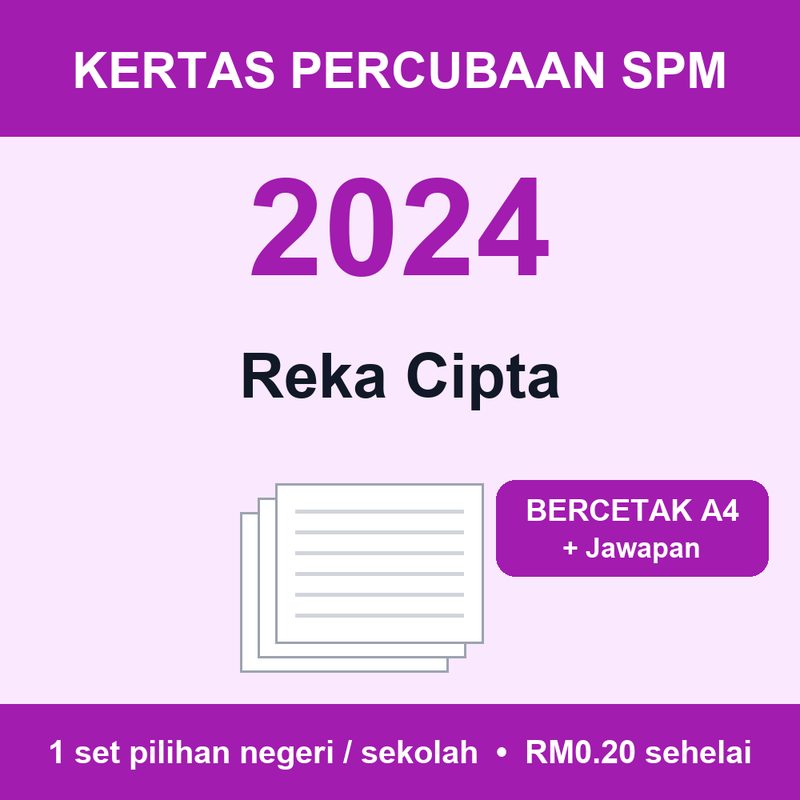 KERTAS PERCUBAAN SPM
2024
Reka Cipta
BERCETAK A4
+ Jawapan
1 set pilihan negeri / sekolah • RM0.20 sehelai